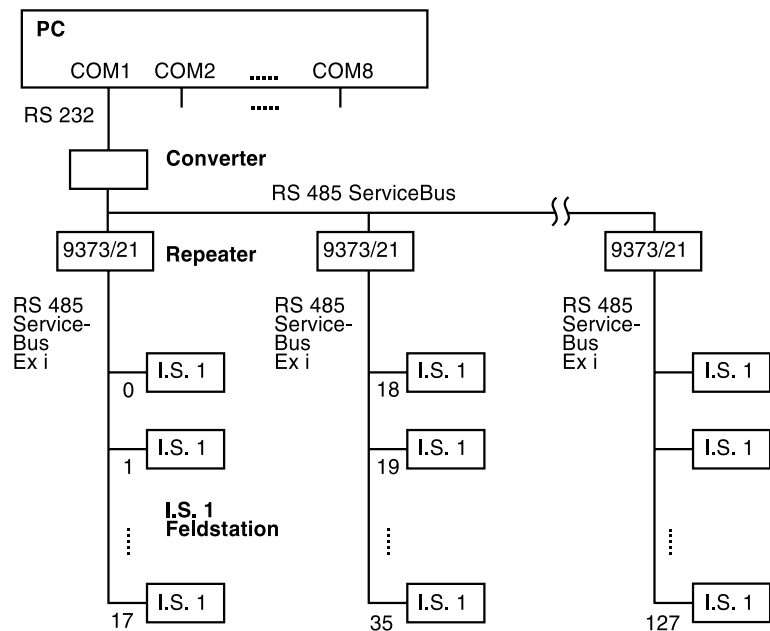 PC
COM1 COM2 ..... COM8
.....
RS 232
Converter
RS 485 ServiceBus
9373/21 Repeater 9373/21 9373/21
RS 485
Service-
Bus
Ex i
RS 485
Service-
Bus
Ex i
RS 485
Service-
Bus
Ex i
I.S. 1 I.S. 1 I.S. 1
0 18
I.S. 1 I.S. 1 I.S. 1
1 19
I.S. 1
Feldstation
I.S. 1 I.S. 1 I.S. 1
17 35 127